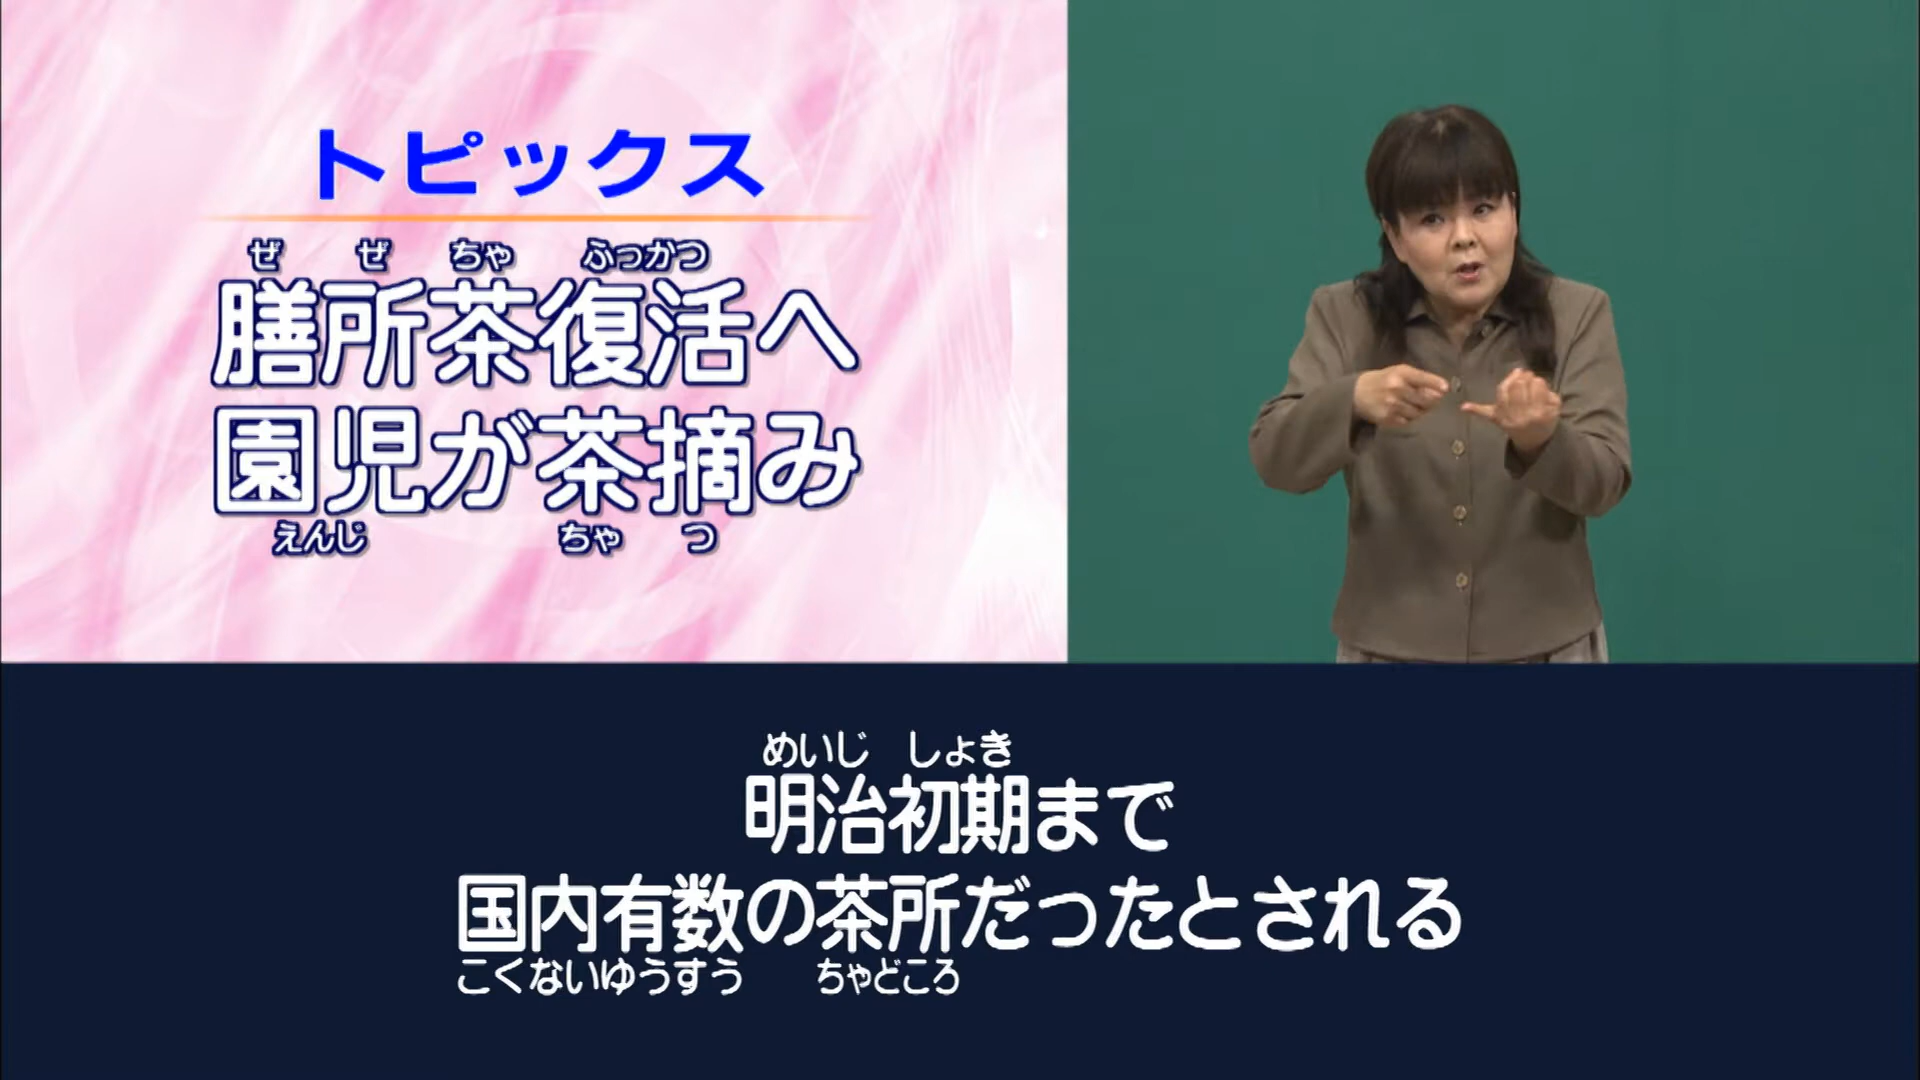 トピックス
ぜぜちゃ ふっかつ
膳所茶復活へ
園児が茶摘み
えんじ ちゃ つ
めいじ しょき
明治初期まで
国内有数の茶所だったとされる
こくないゆうすう ちゃどころ